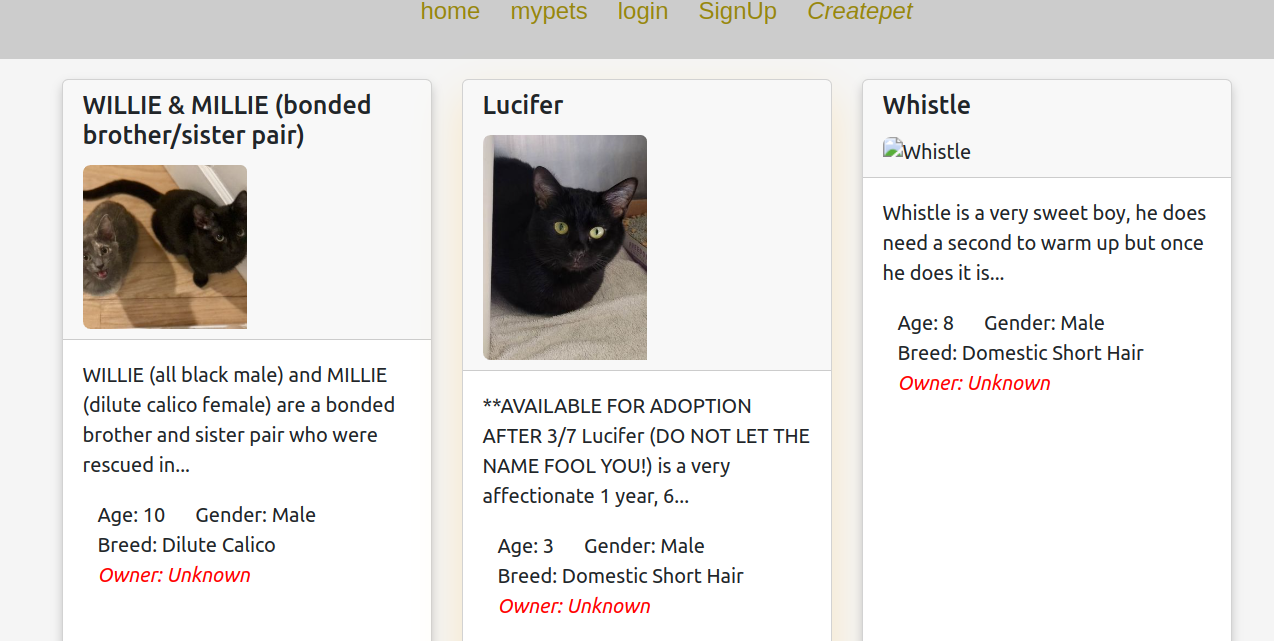 home mypets login SignUp Createpet
WILLIE & MILLIE (bonded
brother/sister pair)
WILLIE (all black male) and MILLIE
(dilute calico female) are a bonded
brother and sister pair who were
rescued in...
Age: 10 Gender: Male
Breed: Dilute Calico
Owner: Unknown
Lucifer
**AVAILABLE FOR ADOPTION
AFTER 3/7 Lucifer (DO NOT LET THE
NAME FOOL YOU!) is a very
affectionate 1 year, 6...
Age: 3 Gender: Male
Breed: Domestic Short Hair
Owner: Unknown
Whistle
Whistle
Whistle is a very sweet boy, he does
need a second to warm up but once
he does it is...
Age: 8 Gender: Male
Breed: Domestic Short Hair
Owner: Unknown